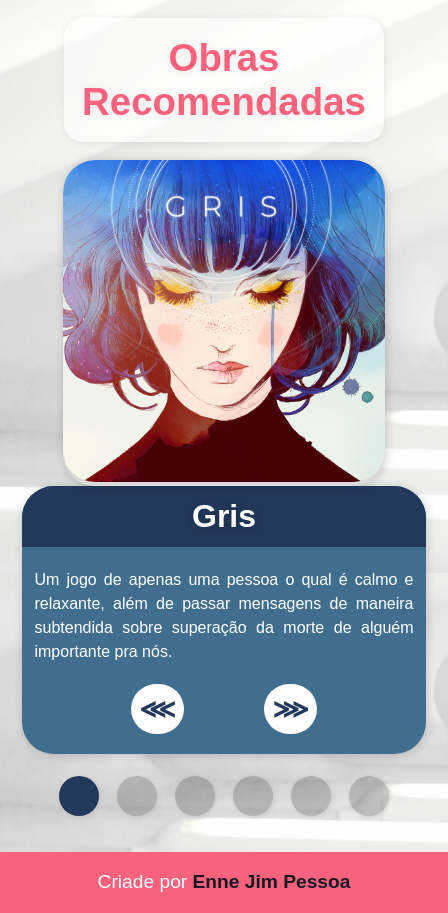 Obras
Recomendadas
GRIS
Gris
Um jogo de apenas uma pessoa o qual é calmo e
relaxante, além de passar mensagens de maneira
subtendida sobre superação da morte de alguém
importante pra nós.
⋘ ⋙
Criade por Enne Jim Pessoa